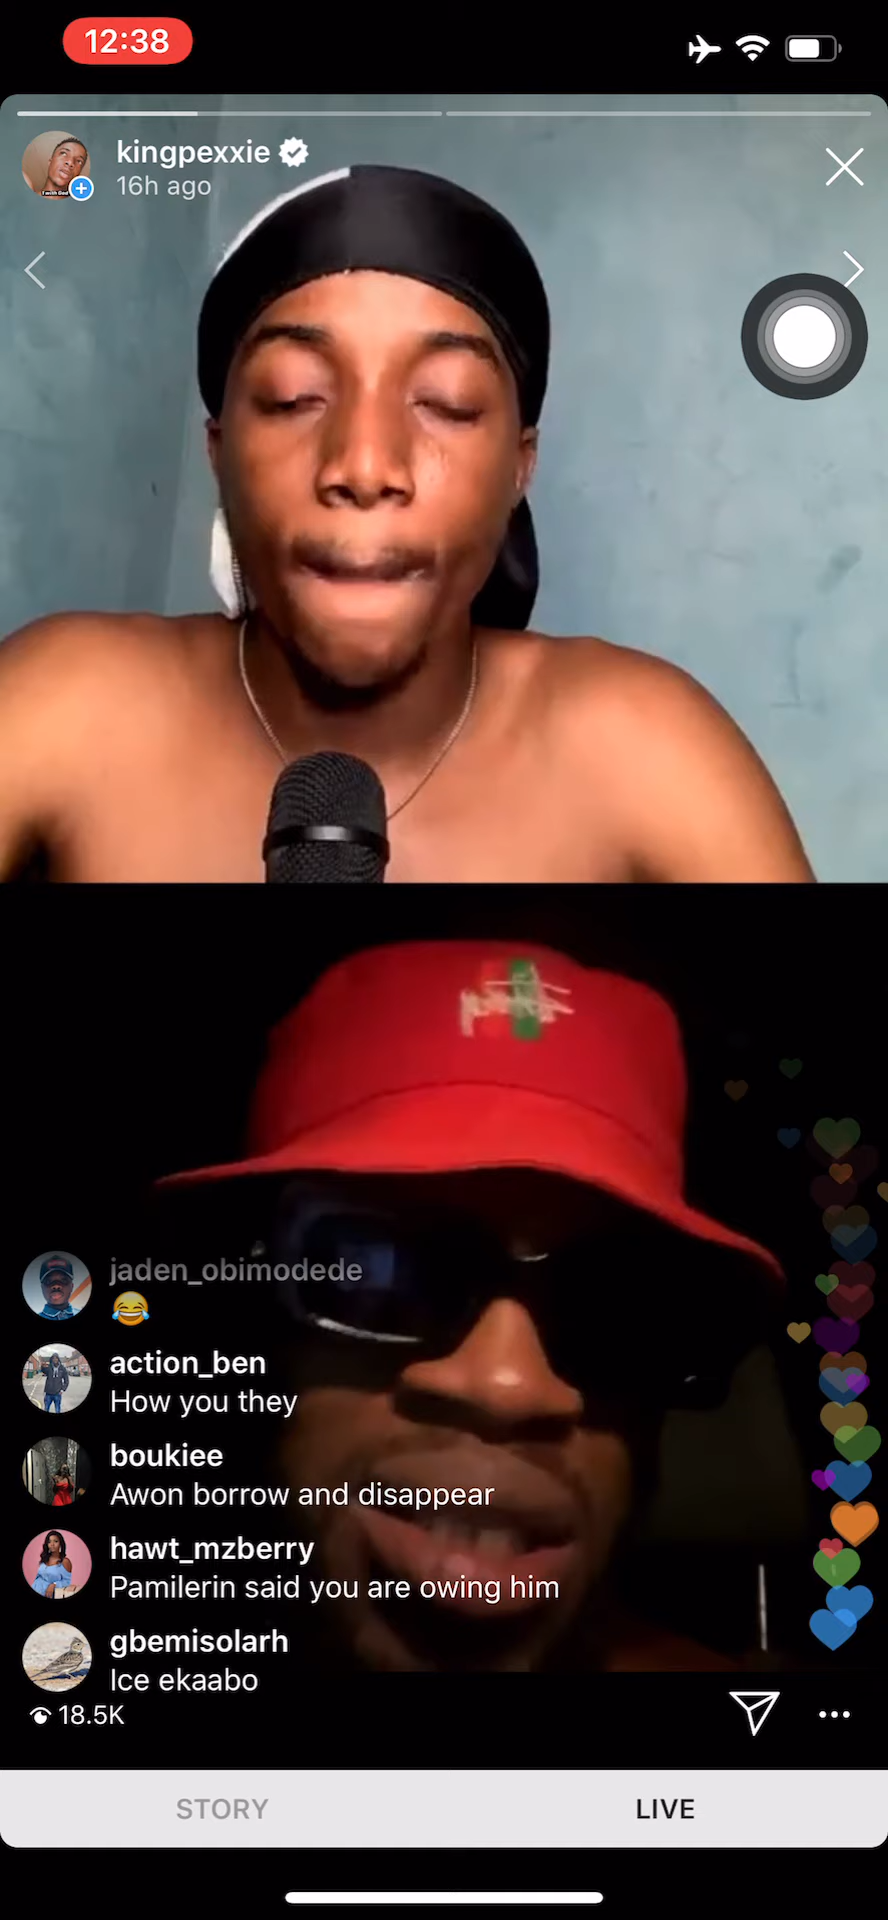 12:38
kingpexxie
16h ago
jaden_obimodede
😂
action_ben
How you they
boukiee
Awon borrow and disappear
hawt_mzberry
Pamilerin said you are owing him
gbemisolarh
Ice ekaabo
18.5K
STORY
LIVE